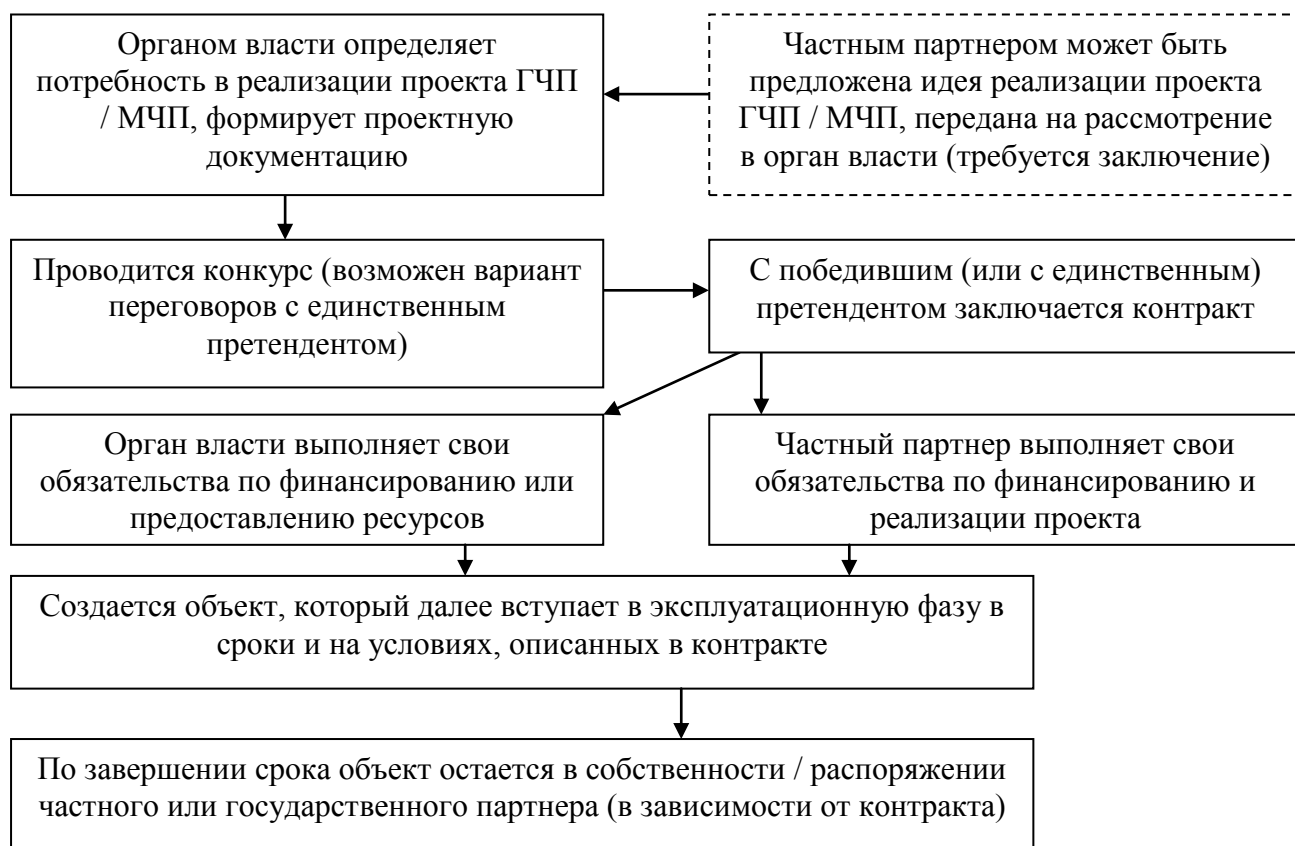 Органом власти определяет
потребность в реализации проекта ГЧП
/ МЧП, формирует проектную
документацию
Частным партнером может быть
предложена идея реализации проекта
ГЧП / МЧП, передана на рассмотрение
в орган власти (требуется заключение)
Проводится конкурс (возможен вариант
переговоров с единственным
претендентом)
С победившим (или с единственным)
претендентом заключается контракт
Орган власти выполняет свои
обязательства по финансированию или
предоставлению ресурсов
Частный партнер выполняет свои
обязательства по финансированию и
реализации проекта
Создается объект, который далее вступает в эксплуатационную фазу в
сроки и на условиях, описанных в контракте
По завершении срока объект остается в собственности / распоряжении
частного или государственного партнера (в зависимости от контракта)